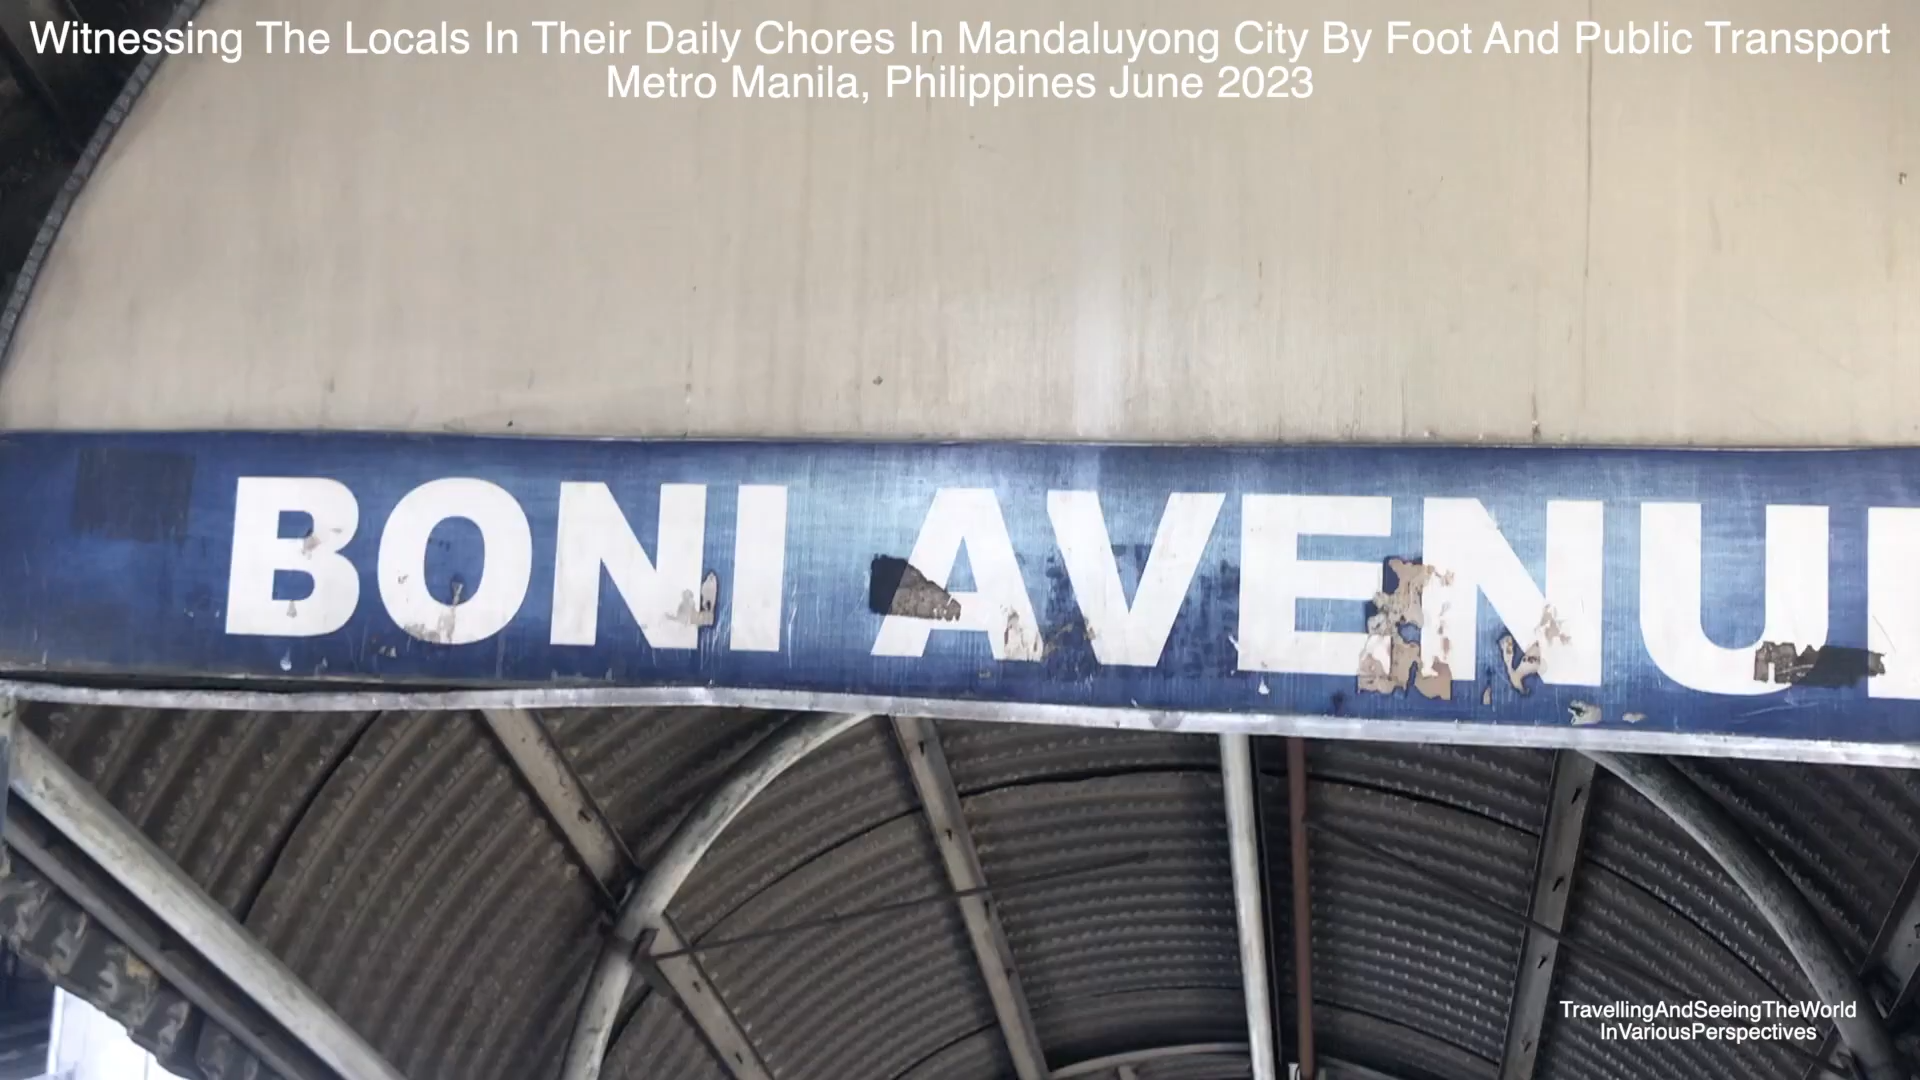 Witnessing The Locals In Their Daily Chores In Mandaluyong City By Foot And Public Transport
Metro Manila, Philippines June 2023
BONI AVENU
TravellingAndSeeingTheWorld
InVariousPerspectives